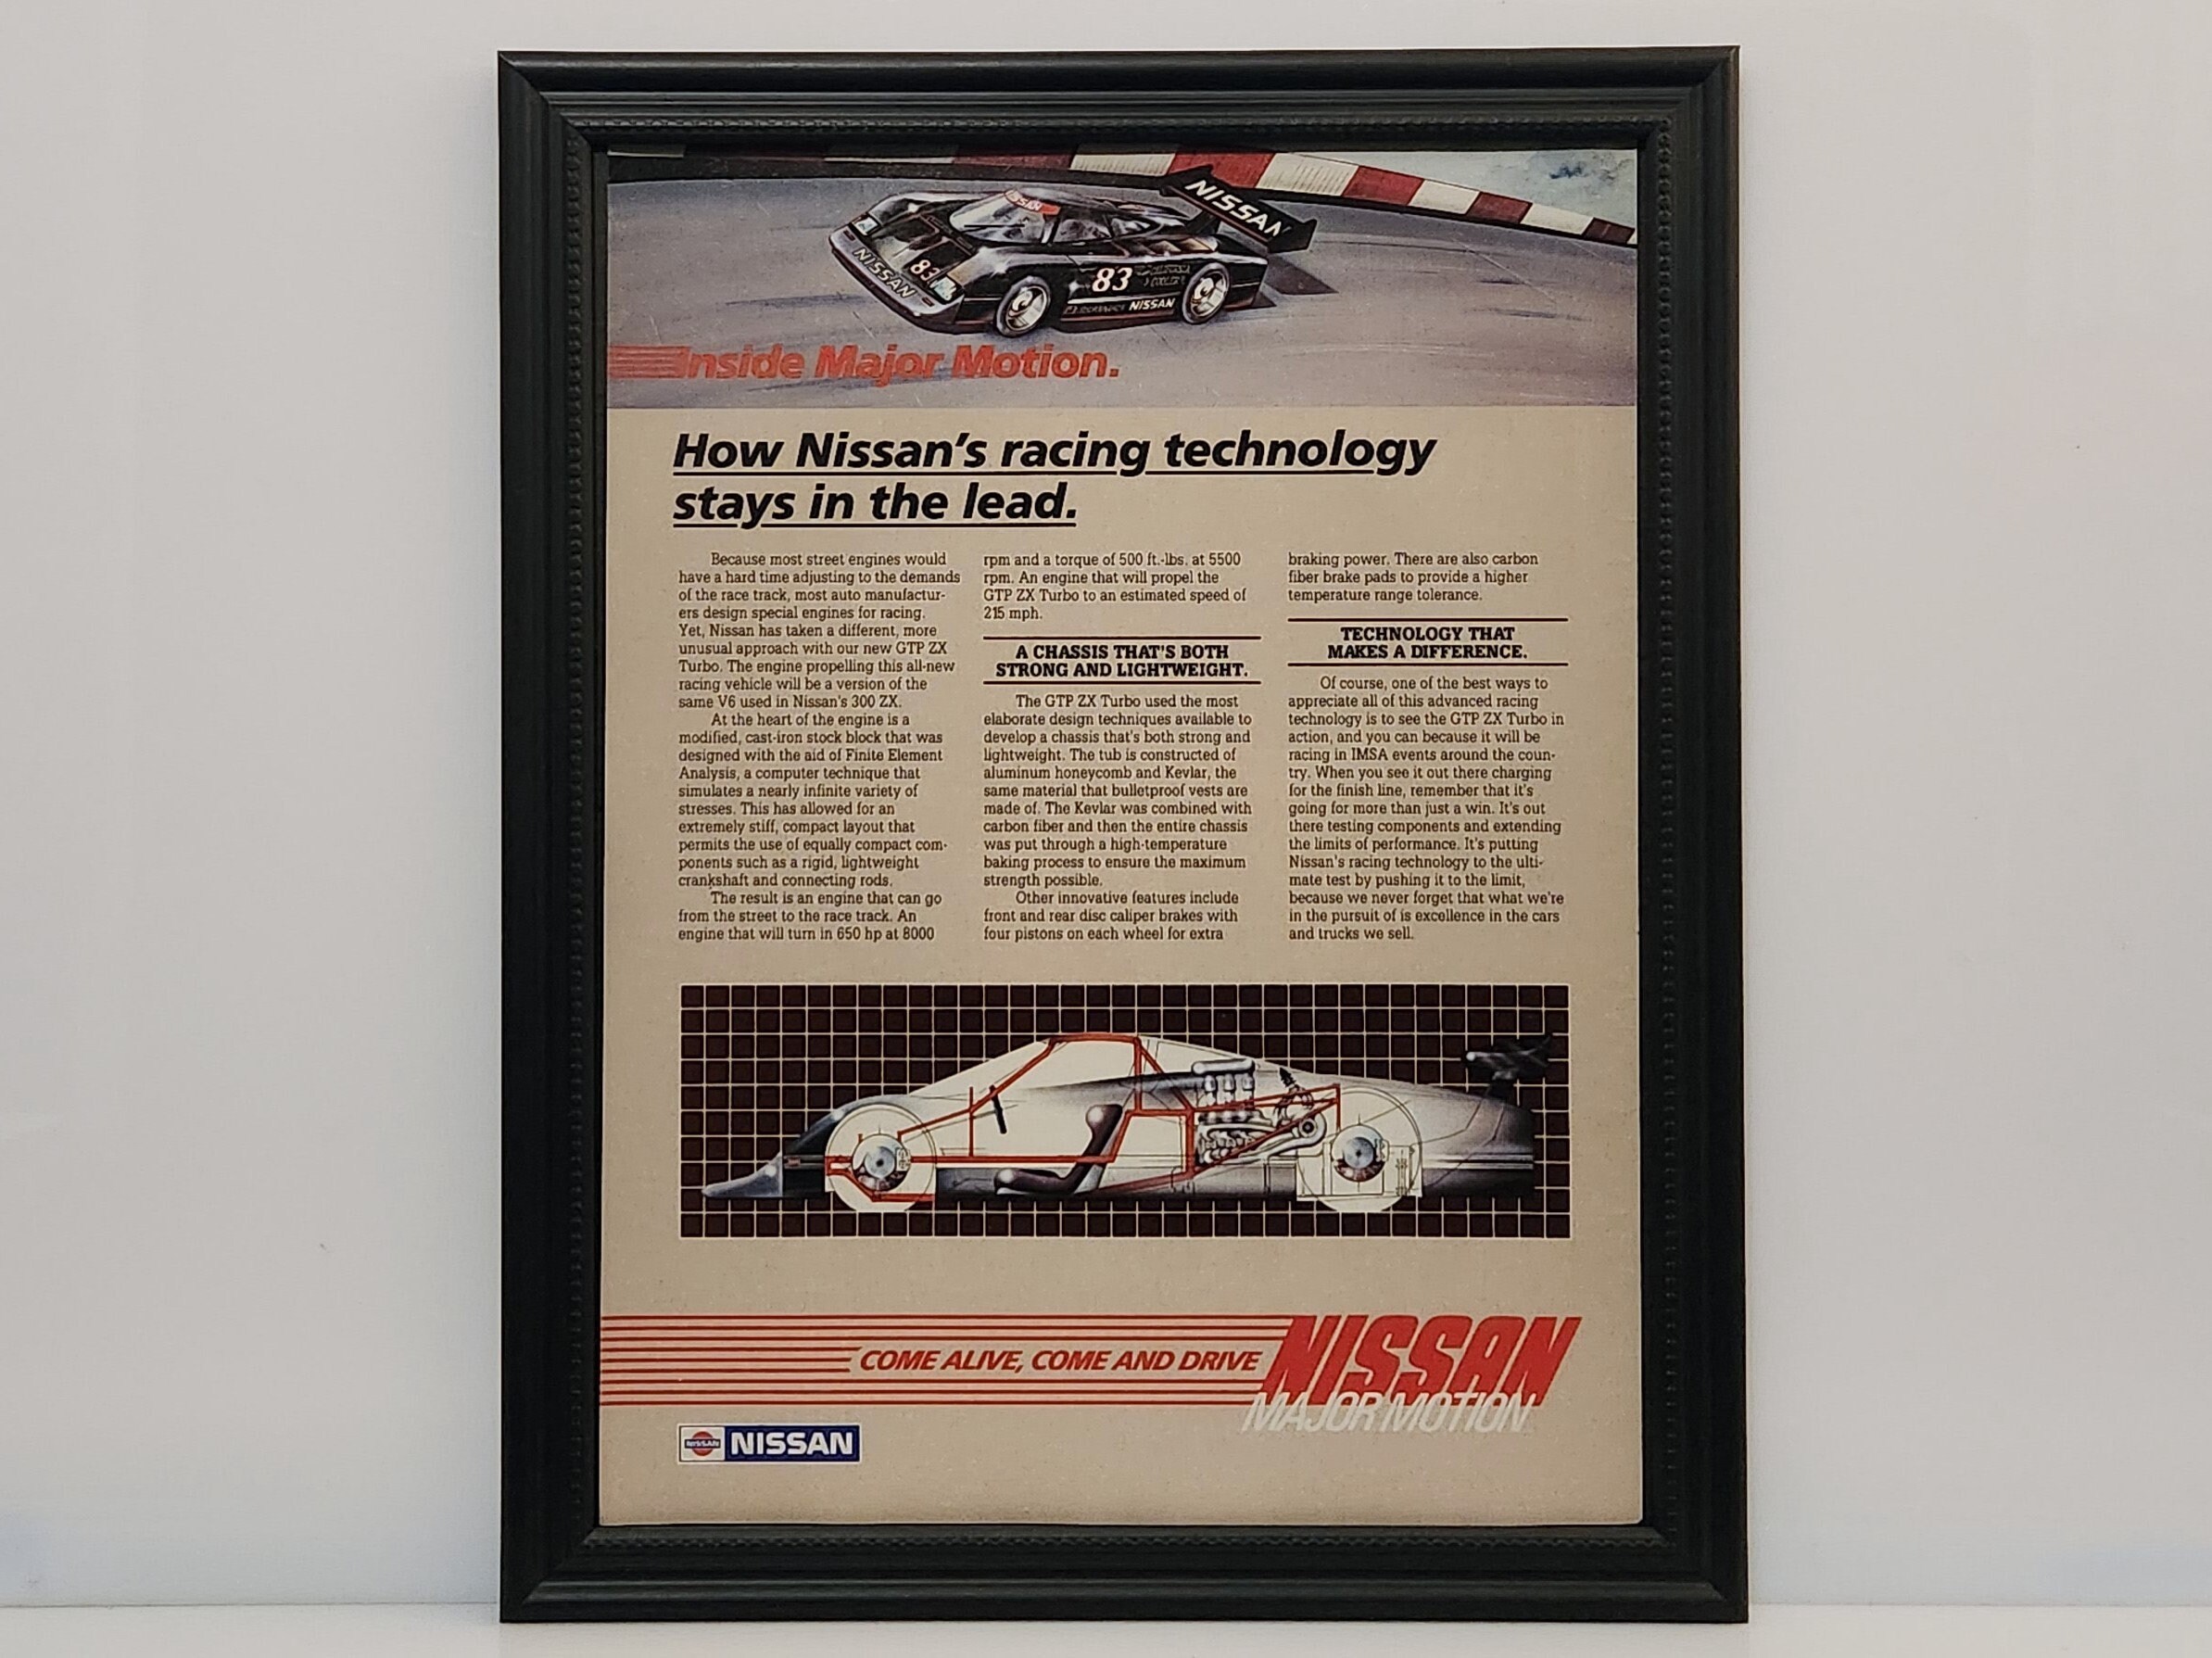 NISSAN
NISSAN
83
NISSAN
83
CALIFORNIA
COOLER
NISSAN
Inside Major Motion.
How Nissan's racing technology
stays in the lead.
Because most street engines would
have a hard time adjusting to the demands
of the race track, most auto manufactur-
ers design special engines for racing.
Yet, Nissan has taken a different, more
unusual approach with our new GTP ZX
Turbo. The engine propelling this all-new
racing vehicle will be a version of the
same V6 used in Nissan's 300 ZX.
At the heart of the engine is a
modified, cast-iron stock block that was
designed with the aid of Finite Element
Analysis, a computer technique that
simulates a nearly infinite variety of
stresses. This has allowed for an
extremely stiff, compact layout that
permits the use of equally compact com-
ponents such as a rigid, lightweight
crankshaft and connecting rods.
The result is an engine that can go
from the street to the race track. An
engine that will turn in 650 hp at 8000
rpm and a torque of 500 ft.-lbs. at 5500
rpm. An engine that will propel the
GTP ZX Turbo to an estimated speed of
215 mph.
A CHASSIS THAT'S BOTH
STRONG AND LIGHTWEIGHT.
The GTP ZX Turbo used the most
elaborate design techniques available to
develop a chassis that's both strong and
lightweight. The tub is constructed of
aluminum honeycomb and Kevlar, the
same material that bulletproof vests are
made of. The Kevlar was combined with
carbon fiber and then the entire chassis
was put through a high-temperature
baking process to ensure the maximum
strength possible.
Other innovative features include
front and rear disc caliper brakes with
four pistons on each wheel for extra
braking power. There are also carbon
fiber brake pads to provide a higher
temperature range tolerance.
TECHNOLOGY THAT
MAKES A DIFFERENCE.
Of course, one of the best ways to
appreciate all of this advanced racing
technology is to see the GTP ZX Turbo in
action, and you can because it will be
racing in IMSA events around the coun-
try. When you see it out there charging
for the finish line, remember that it's
going for more than just a win. It's out
there testing components and extending
the limits of performance. It's putting
Nissan's racing technology to the ulti-
mate test by pushing it to the limit,
because we never forget that what we're
in the pursuit of is excellence in the cars
and trucks we sell.
COME ALIVE, COME AND DRIVE
NISSAN
MAJOR MOTION
NISSAN
NISSAN